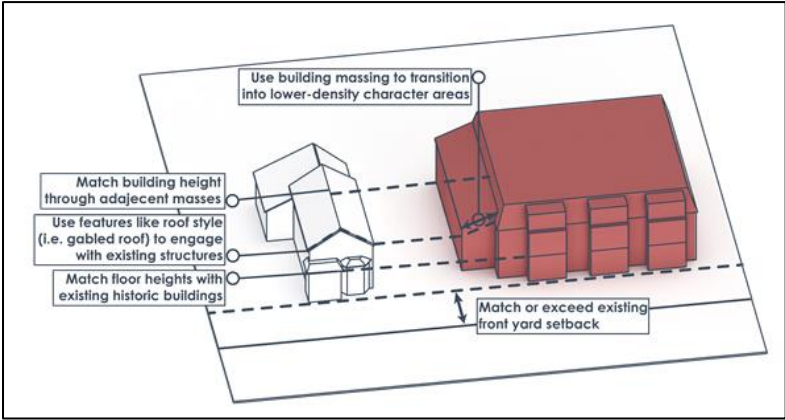 Use building massing to transition
into lower-density character areas
Match building height
through adajecent masses
Use features like roof style
(i.e. gabled roof) to engage
with existing structures
Match floor heights with
existing historic buildings
Match or exceed existing
front yard setback